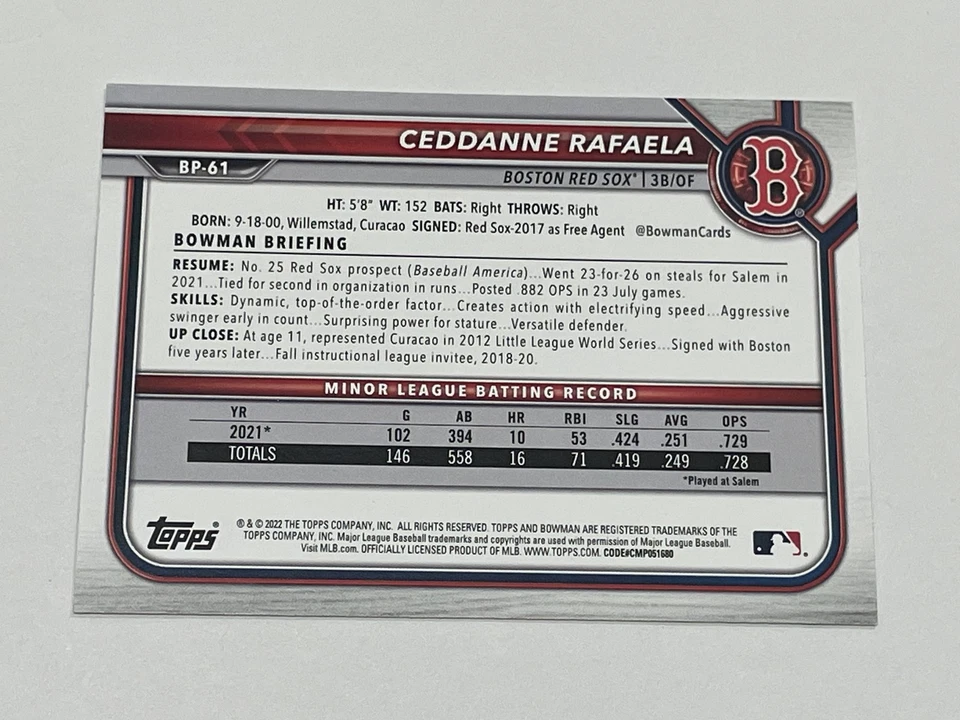 CEDDANNE RAFAELA
BP-61
BOSTON RED SOX® | 3B/OF
B
®
HT: 5'8" WT: 152 BATS: Right THROWS: Right
BORN: 9-18-00, Willemstad, Curacao SIGNED: Red Sox-2017 as Free Agent @BowmanCards
BOWMAN BRIEFING
RESUME: No. 25 Red Sox prospect (Baseball America)...Went 23-for-26 on steals for Salem in
2021...Tied for second in organization in runs...Posted .882 OPS in 23 July games.
SKILLS: Dynamic, top-of-the-order factor...Creates action with electrifying speed...Aggressive
swinger early in count...Surprising power for stature...Versatile defender.
UP CLOSE: At age 11, represented Curacao in 2012 Little League World Series...Signed with Boston
five years later...Fall instructional league invitee, 2018-20.
MINOR LEAGUE BATTING RECORD
YR G AB HR RBI SLG AVG OPS
2021* 102 394 10 53 .424 .251 .729
TOTALS 146 558 16 71 .419 .249 .728
*Played at Salem
Topps®
® & © 2022 THE TOPPS COMPANY, INC. ALL RIGHTS RESERVED. TOPPS AND BOWMAN ARE REGISTERED TRADEMARKS OF THE
TOPPS COMPANY, INC. Major League Baseball trademarks and copyrights are used with permission of Major League Baseball.
Visit MLB.com. OFFICIALLY LICENSED PRODUCT OF MLB. WWW.TOPPS.COM. CODE#CMP051680